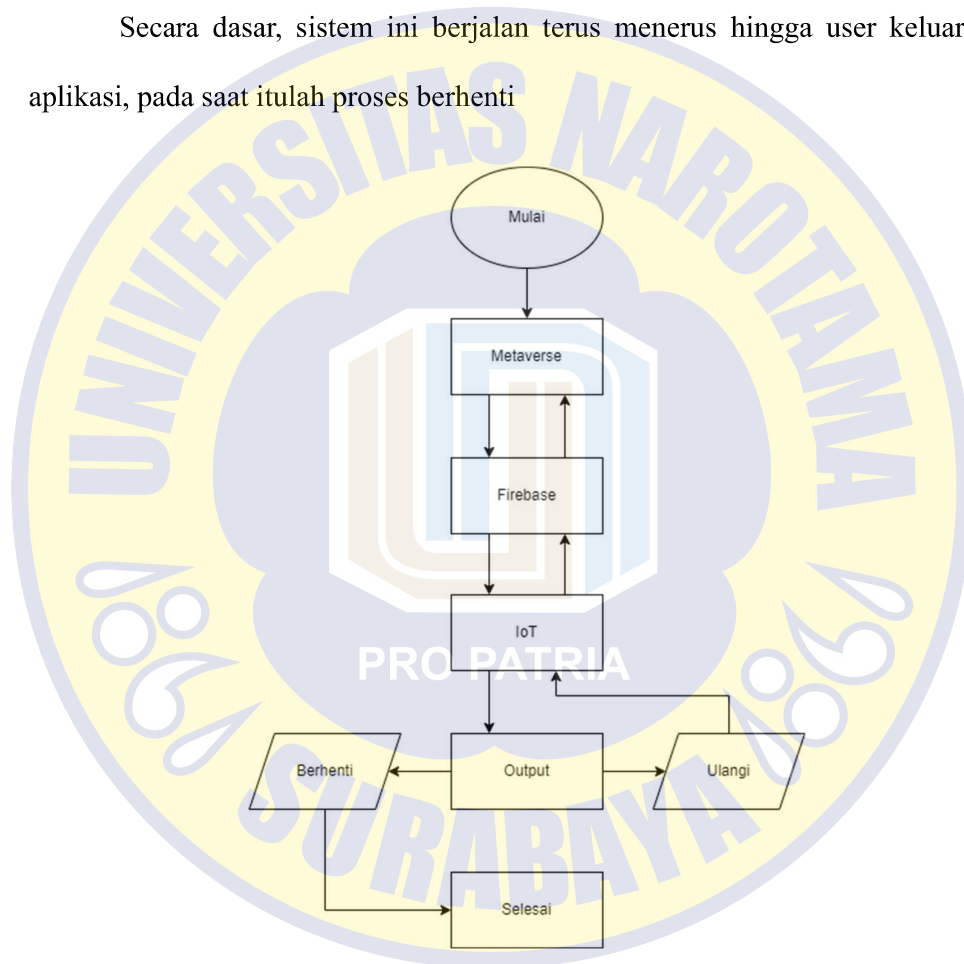 Secara dasar, sistem ini berjalan terus menerus hingga user keluar
aplikasi, pada saat itulah proses berhenti
UNIVERSITAS NAROTAMA
Mulai
Metaverse
Firebase
IoT
PRO PATRIA
Berhenti
Output
Ulangi
SURABAYA
Selesai